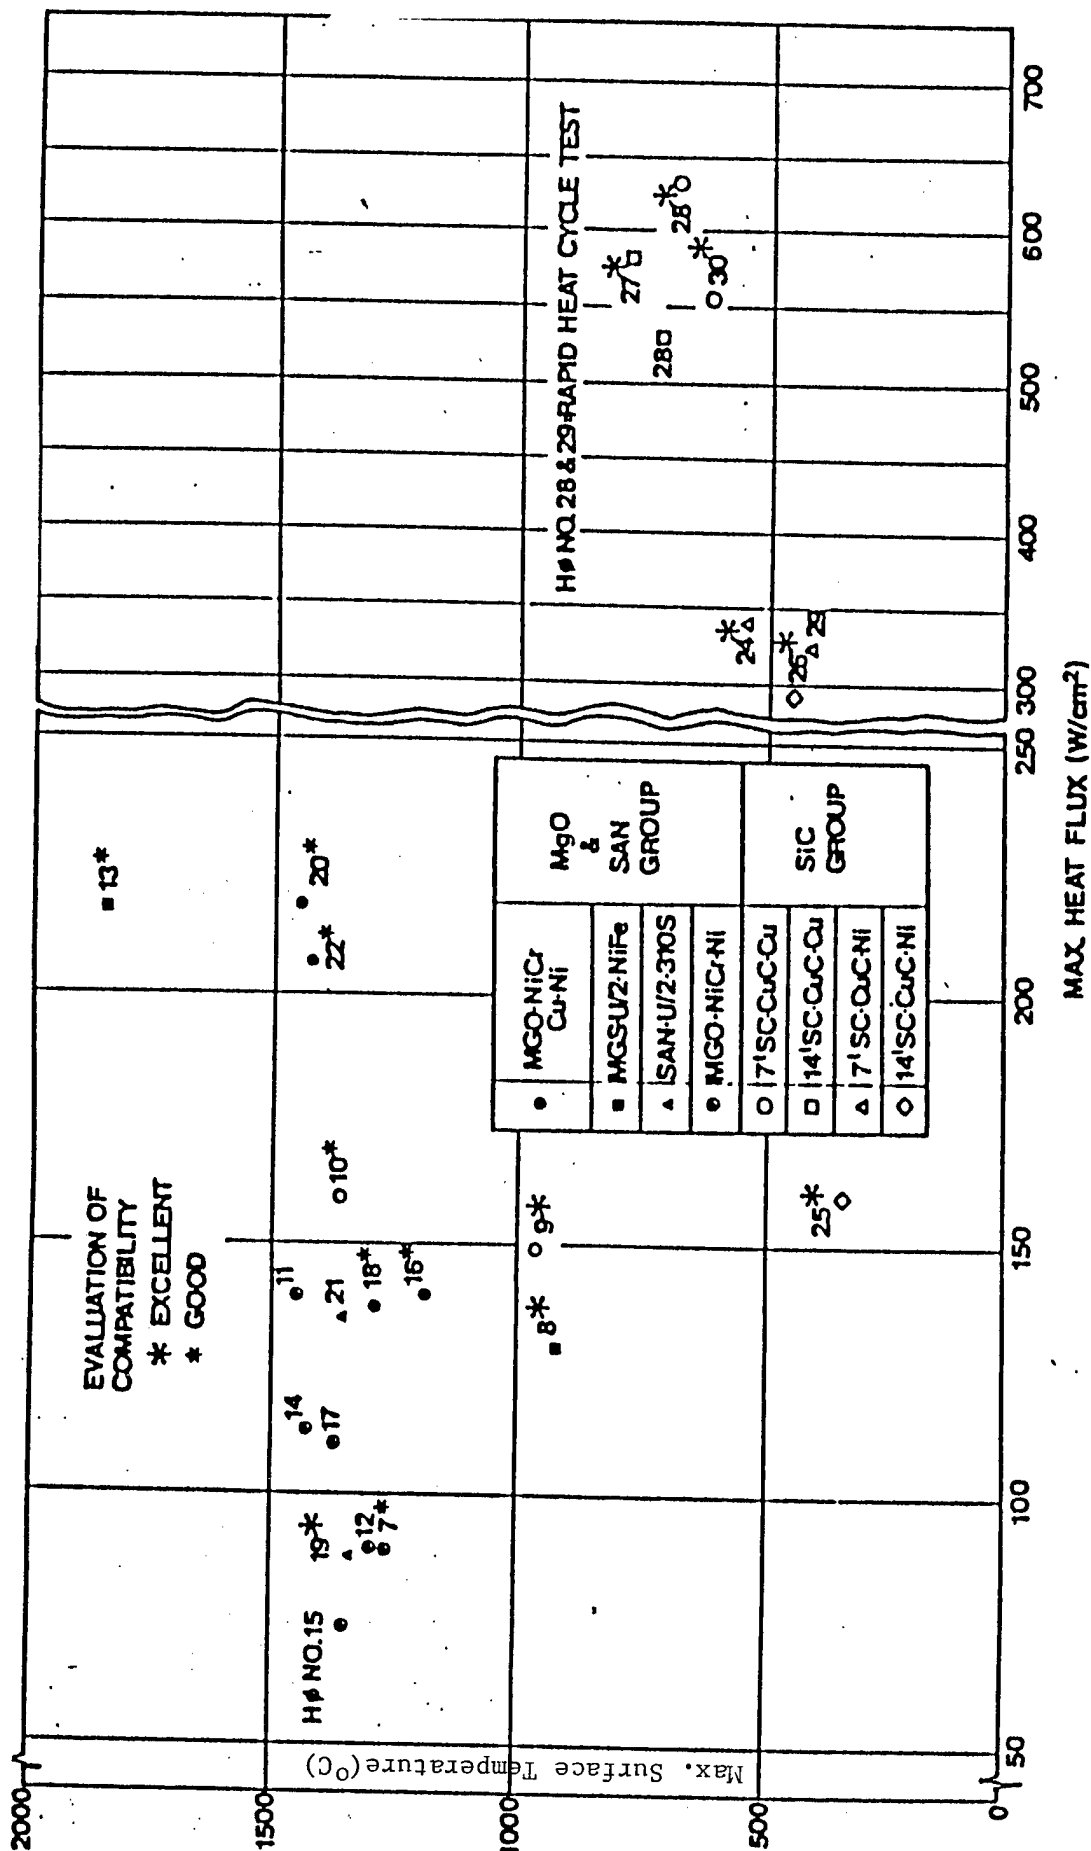 2000
1500
1000
500
0
Max. Surface Temperature(°C)
50
100
150
200
250
300
400
500
600
700
MAX. HEAT FLUX (W/cm²)
EVALUATION OF
COMPATIBILITY
* EXCELLENT
* GOOD
HØ NO.15
19*
12
7*
14
17
11
21
18*
16*
10*
8*
9*
22*
20*
13*
25*
● MGO-NiCr
Cu-Ni
■ MGS-U/2-NiFe
▲ SAN-U/2-310S
● MGO-NiCr-Ni
MgO
&
SAN
GROUP
○ 7'SC-CuC-Cu
□ 14'SC-CuC-Cu
△ 7'SC-CuC-Ni
◇ 14'SC-CuC-Ni
SiC
GROUP
HØ NO. 28 & 29:RAPID HEAT CYCLE TEST
24*
26*
29
28
27*
30*
28*